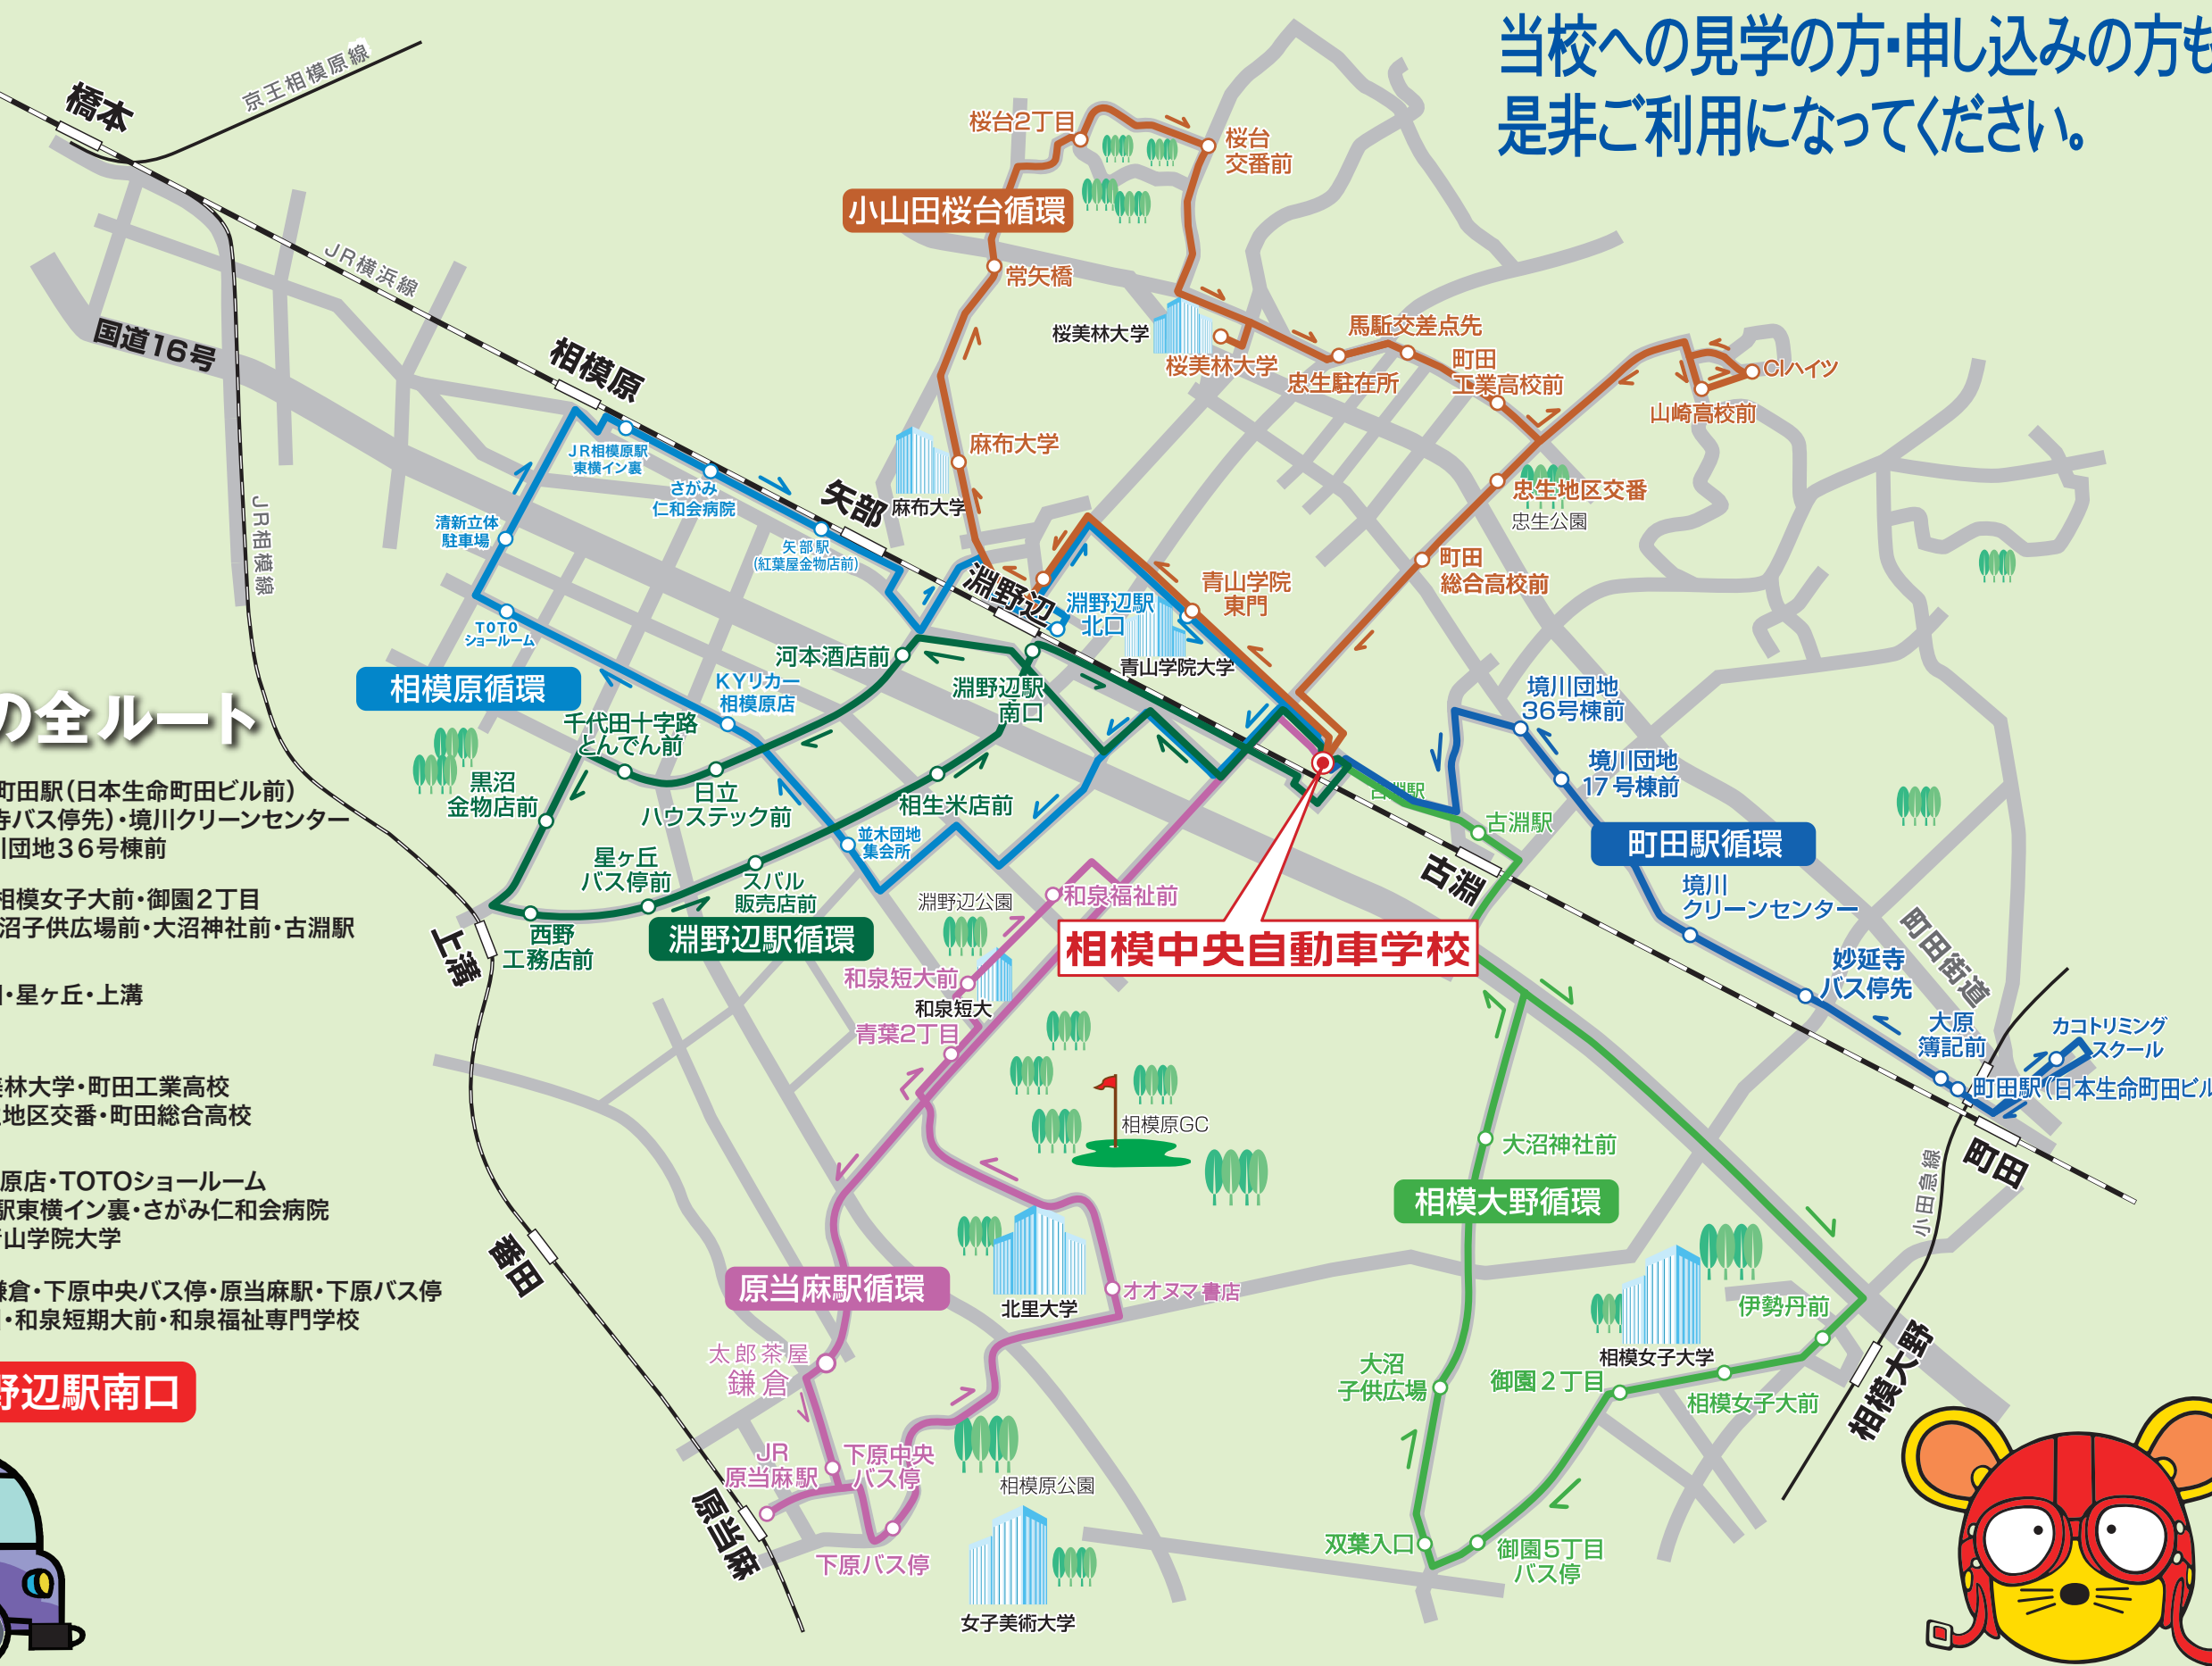 当校への見学の方・申し込みの方も
是非ご利用になってください。
京王相模原線
橋本
JR横浜線
国道16号
JR相模線
相模原
矢部
淵野辺
古淵
町田
上溝
番田
原当麻
相模大野
小田急線
町田街道
小山田桜台循環
桜台2丁目
桜台
交番前
常矢橋
桜美林大学
桜美林大学
馬駈交差点先
忠生駐在所
町田
工業高校前
CIハイツ
山崎高校前
麻布大学
麻布大学
忠生地区交番
忠生公園
町田
総合高校前
青山学院
東門
青山学院大学
JR相模原駅
東横イン裏
さがみ
仁和会病院
清新立体
駐車場
矢部駅
(紅葉屋金物店前)
淵野辺駅
北口
TOTO
ショールーム
相模原循環
KYリカー
相模原店
並木団地
集会所
河本酒店前
淵野辺駅
南口
千代田十字路
とんでん前
黒沼
金物店前
日立
ハウステック前
相生米店前
星ヶ丘
バス停前
スバル
販売店前
西野
工務店前
淵野辺駅循環
境川団地
36号棟前
境川団地
17号棟前
町田駅循環
境川
クリーンセンター
妙延寺
バス停先
大原
簿記前
カコトリミング
スクール
町田駅(日本生命町田ビル
古淵駅
古淵駅
相模中央自動車学校
淵野辺公園
和泉福祉前
和泉短大前
和泉短大
青葉2丁目
相模原GC
大沼神社前
相模大野循環
原当麻駅循環
北里大学
オオヌマ書店
太郎茶屋
鎌倉
JR
原当麻駅
下原中央
バス停
下原バス停
相模原公園
女子美術大学
伊勢丹前
相模女子大学
相模女子大前
御園2丁目
大沼
子供広場
双葉入口
御園5丁目
バス停
の全ルート
町田駅(日本生命町田ビル前)
寺バス停先)・境川クリーンセンター
団地36号棟前
相模女子大前・御園2丁目
沼子供広場前・大沼神社前・古淵駅
・星ヶ丘・上溝
美林大学・町田工業高校
地区交番・町田総合高校
原店・TOTOショールーム
駅東横イン裏・さがみ仁和会病院
青山学院大学
鎌倉・下原中央バス停・原当麻駅・下原バス停
・和泉短期大前・和泉福祉専門学校
野辺駅南口